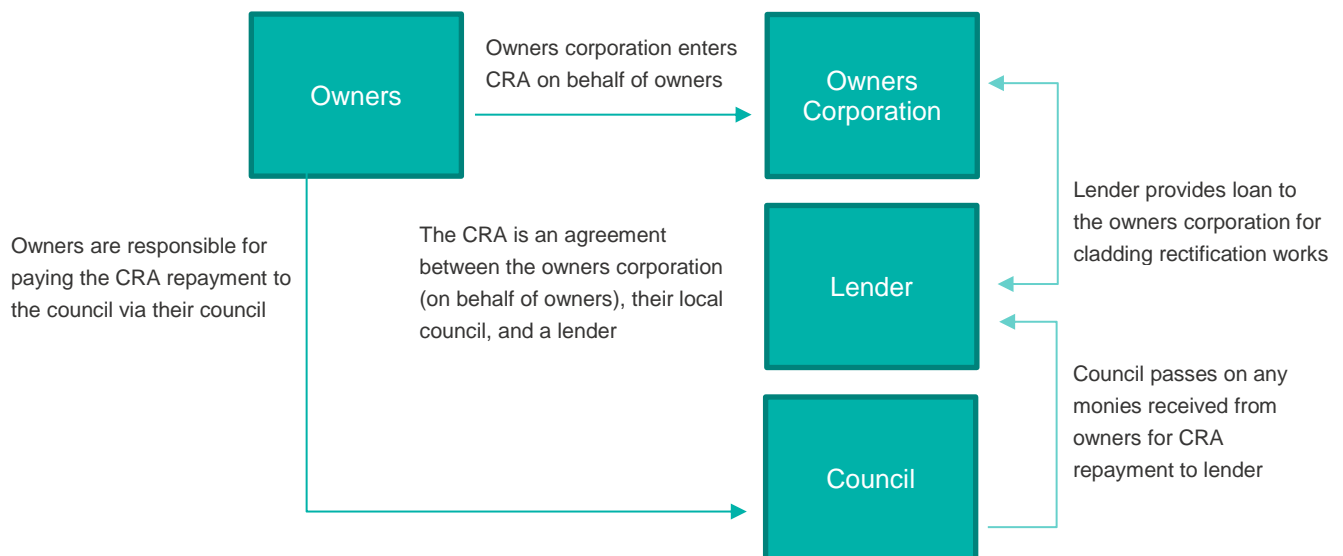 Owners
Owners corporation enters
CRA on behalf of owners
Owners
Corporation
Owners are responsible for
paying the CRA repayment to
the council via their council
The CRA is an agreement
between the owners corporation
(on behalf of owners), their local
council, and a lender
Lender
Lender provides loan to
the owners corporation for
cladding rectification works
Council
Council passes on any
monies received from
owners for CRA
repayment to lender